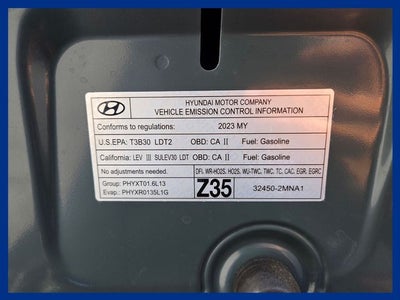 HYUNDAI MOTOR COMPANY
VEHICLE EMISSION CONTROL INFORMATION
Conforms to regulations: 2023 MY
U.S.EPA: T3B30 LDT2 OBD: CA II Fuel: Gasoline
California: LEV III SULEV30 LDT OBD: CA II Fuel: Gasoline
No adjustments needed.
Group: PHYXT01.6L13
Evap.: PHYXR0135L1G
Z35
DFI, WR-HO2S, HO2S, WU-TWC, TWC, TC, CAC, EGR, EGRC
32450-2MNA1